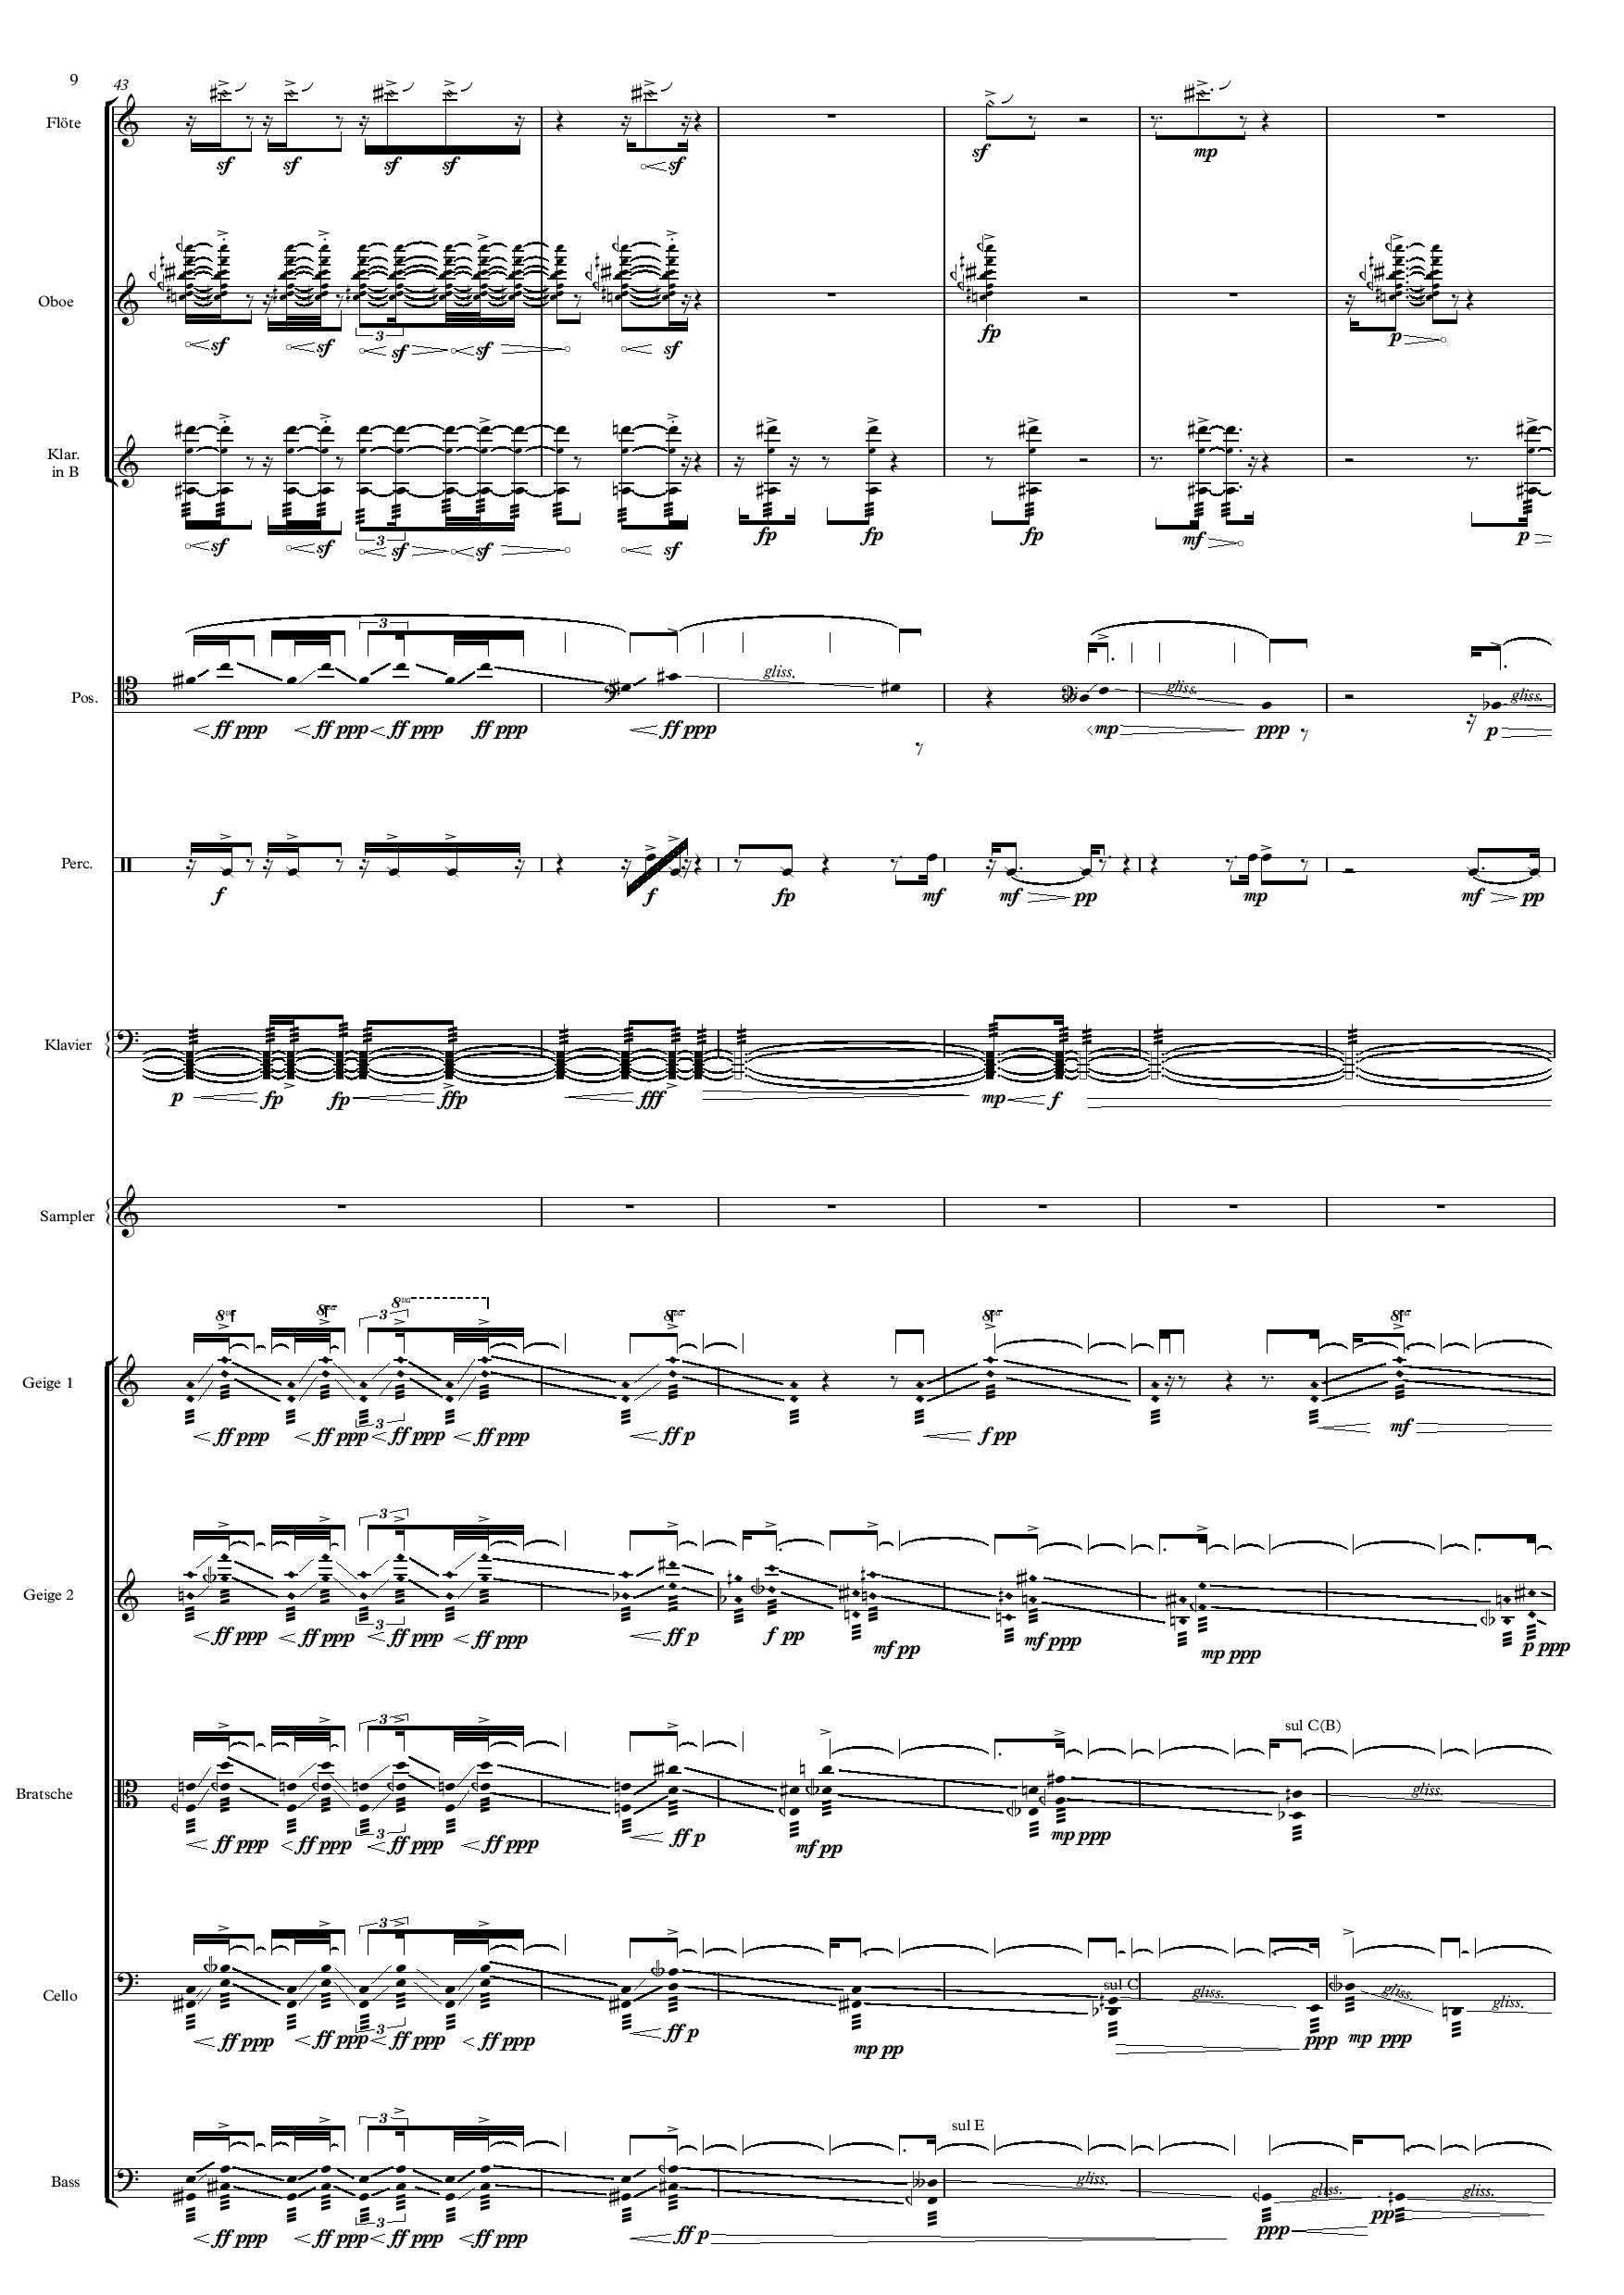 9
43
Flöte
sf sf sf sf sf sf mp
Oboe
sf sf 3 sf sf sf fp p
Klar.
in B
sf sf 3 sf sf sf fp fp fp mf p
3
gliss. gliss. gliss.
Pos.
ff ppp ff ppp ff ppp ff ppp ff ppp mp ppp p
Perc.
f f fp mf mf pp mp mf pp
Klavier
p fp fp ffp fff mp f
Sampler
8va 8va 8va 8va 8va 8va
3
Geige 1
3
ff ppp ff ppp ff ppp ff ppp ff p f pp mf
3
Geige 2
3
ff ppp ff ppp ff ppp ff ppp ff p f pp mf pp mf ppp mp ppp p ppp
3 sul C(B)
Bratsche
gliss.
3
ff ppp ff ppp ff ppp ff ppp ff p mf pp mp ppp
3
sul C
Cello
gliss. gliss. gliss.
3
ff ppp ff ppp ff ppp ff ppp ff p mp pp ppp mp ppp
3 sul E
Bass
gliss. gliss. gliss.
3
ff ppp ff ppp ff ppp ff ppp ff p ppp pp